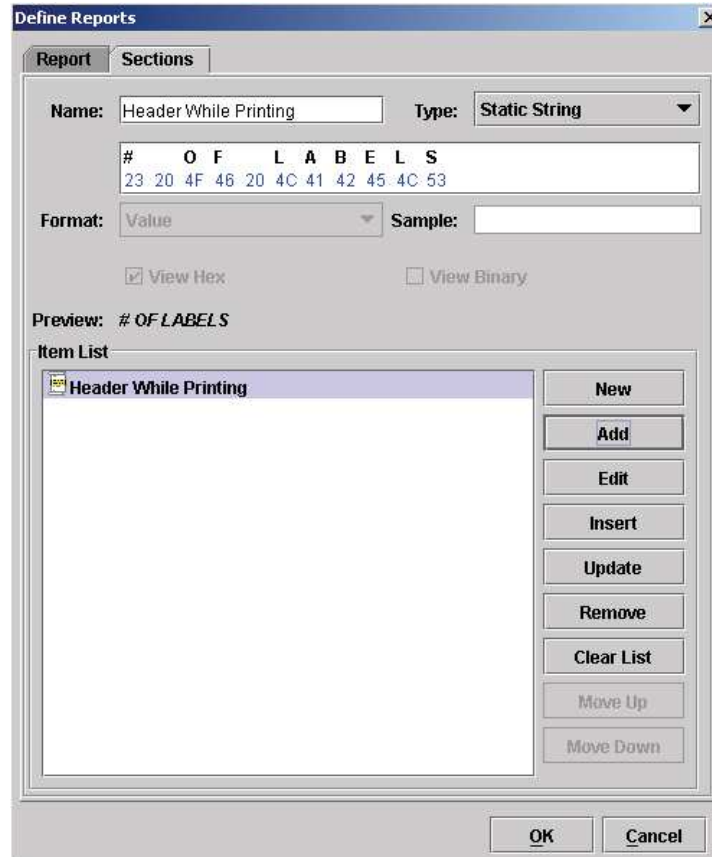 Define Reports
Report Sections
Name: Header While Printing Type: Static String
# O F L A B E L S
23 20 4F 46 20 4C 41 42 45 4C 53
Format: Value Sample:
View Hex View Binary
Preview: # OF LABELS
Item List
Header While Printing
New
Add
Edit
Insert
Update
Remove
Clear List
Move Up
Move Down
OK Cancel